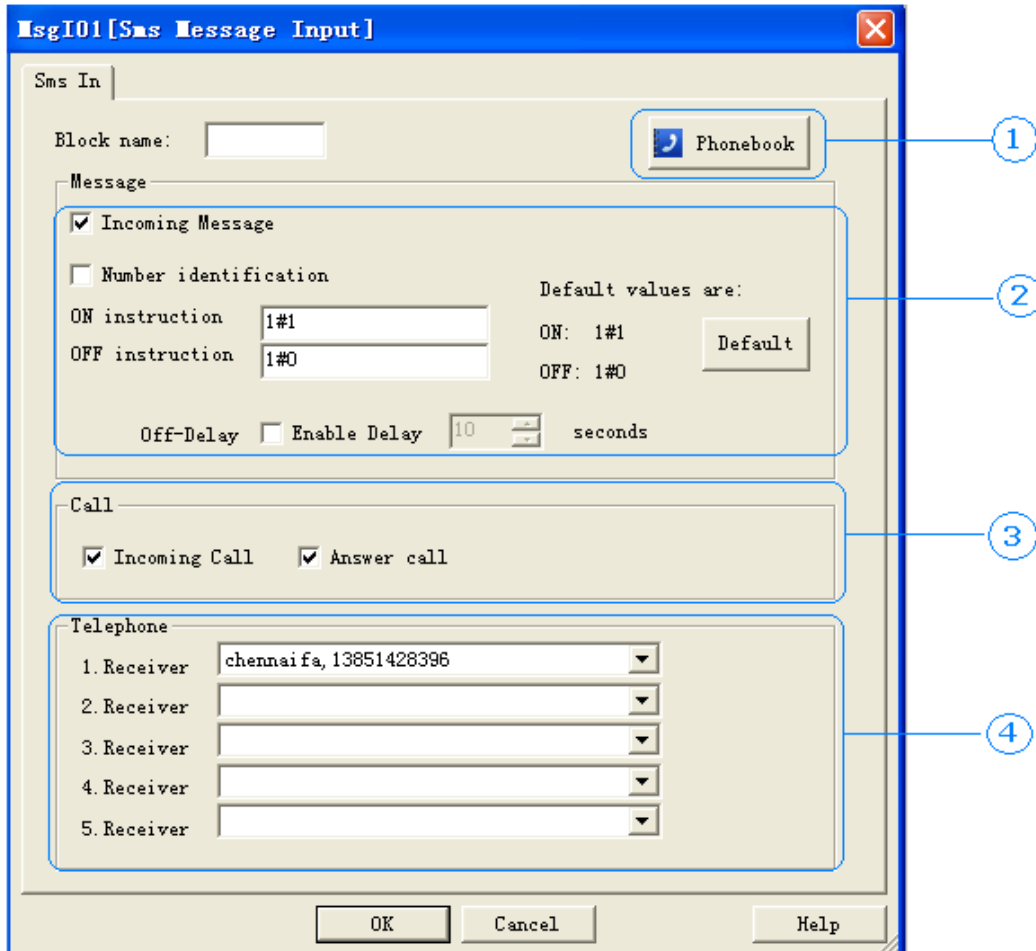 MsgI01[Sms Message Input]
Sms In
Block name:
Phonebook
1
Message
Incoming Message
Number identification
Default values are:
2
ON instruction 1#1
ON: 1#1
Default
OFF instruction 1#0
OFF: 1#0
Off-Delay Enable Delay 10 seconds
Call
Incoming Call Answer call
3
Telephone
1.Receiver chennaifa,13851428396
2.Receiver
3.Receiver
4
4.Receiver
5.Receiver
OK Cancel Help